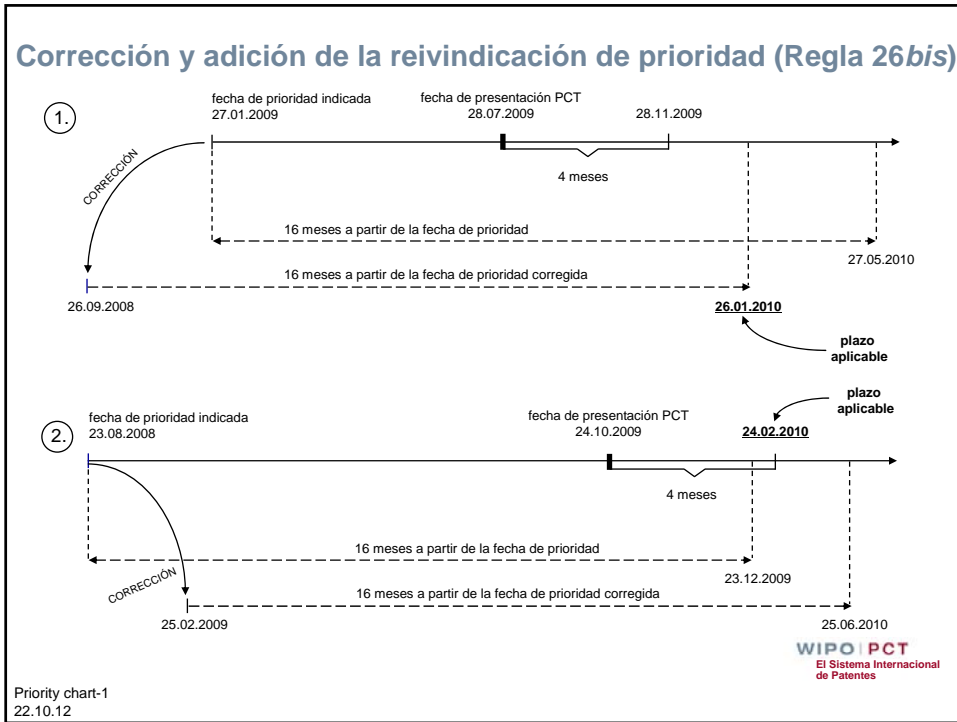 Corrección y adición de la reivindicación de prioridad (Regla 26bis)
1.
fecha de prioridad indicada
27.01.2009
fecha de presentación PCT
28.07.2009
28.11.2009
CORRECCIÓN
4 meses
16 meses a partir de la fecha de prioridad
27.05.2010
16 meses a partir de la fecha de prioridad corregida
26.09.2008
26.01.2010
plazo
aplicable
plazo
aplicable
2.
fecha de prioridad indicada
23.08.2008
fecha de presentación PCT
24.10.2009
24.02.2010
4 meses
16 meses a partir de la fecha de prioridad
23.12.2009
CORRECCIÓN
16 meses a partir de la fecha de prioridad corregida
25.02.2009
25.06.2010
WIPO|PCT
El Sistema Internacional
de Patentes
Priority chart-1
22.10.12